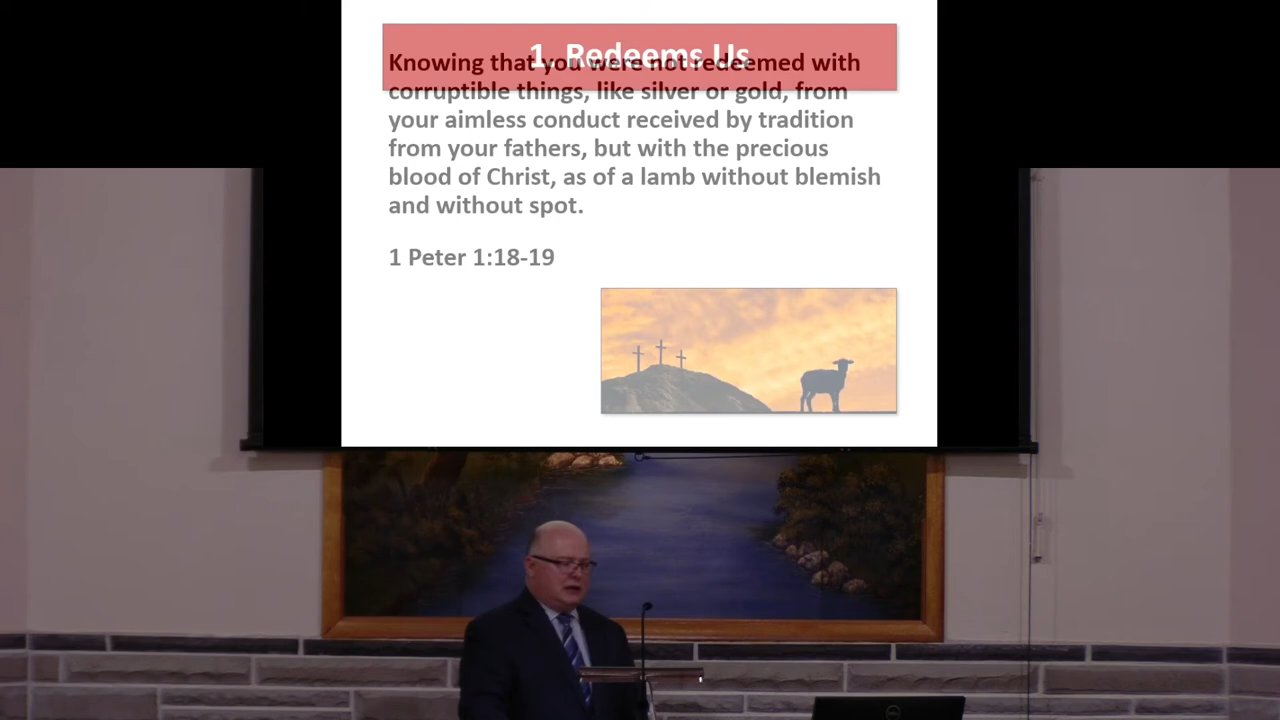 1. Redeems Us
Knowing that you were not redeemed with
corruptible things, like silver or gold, from
your aimless conduct received by tradition
from your fathers, but with the precious
blood of Christ, as of a lamb without blemish
and without spot.
1 Peter 1:18-19
DELL